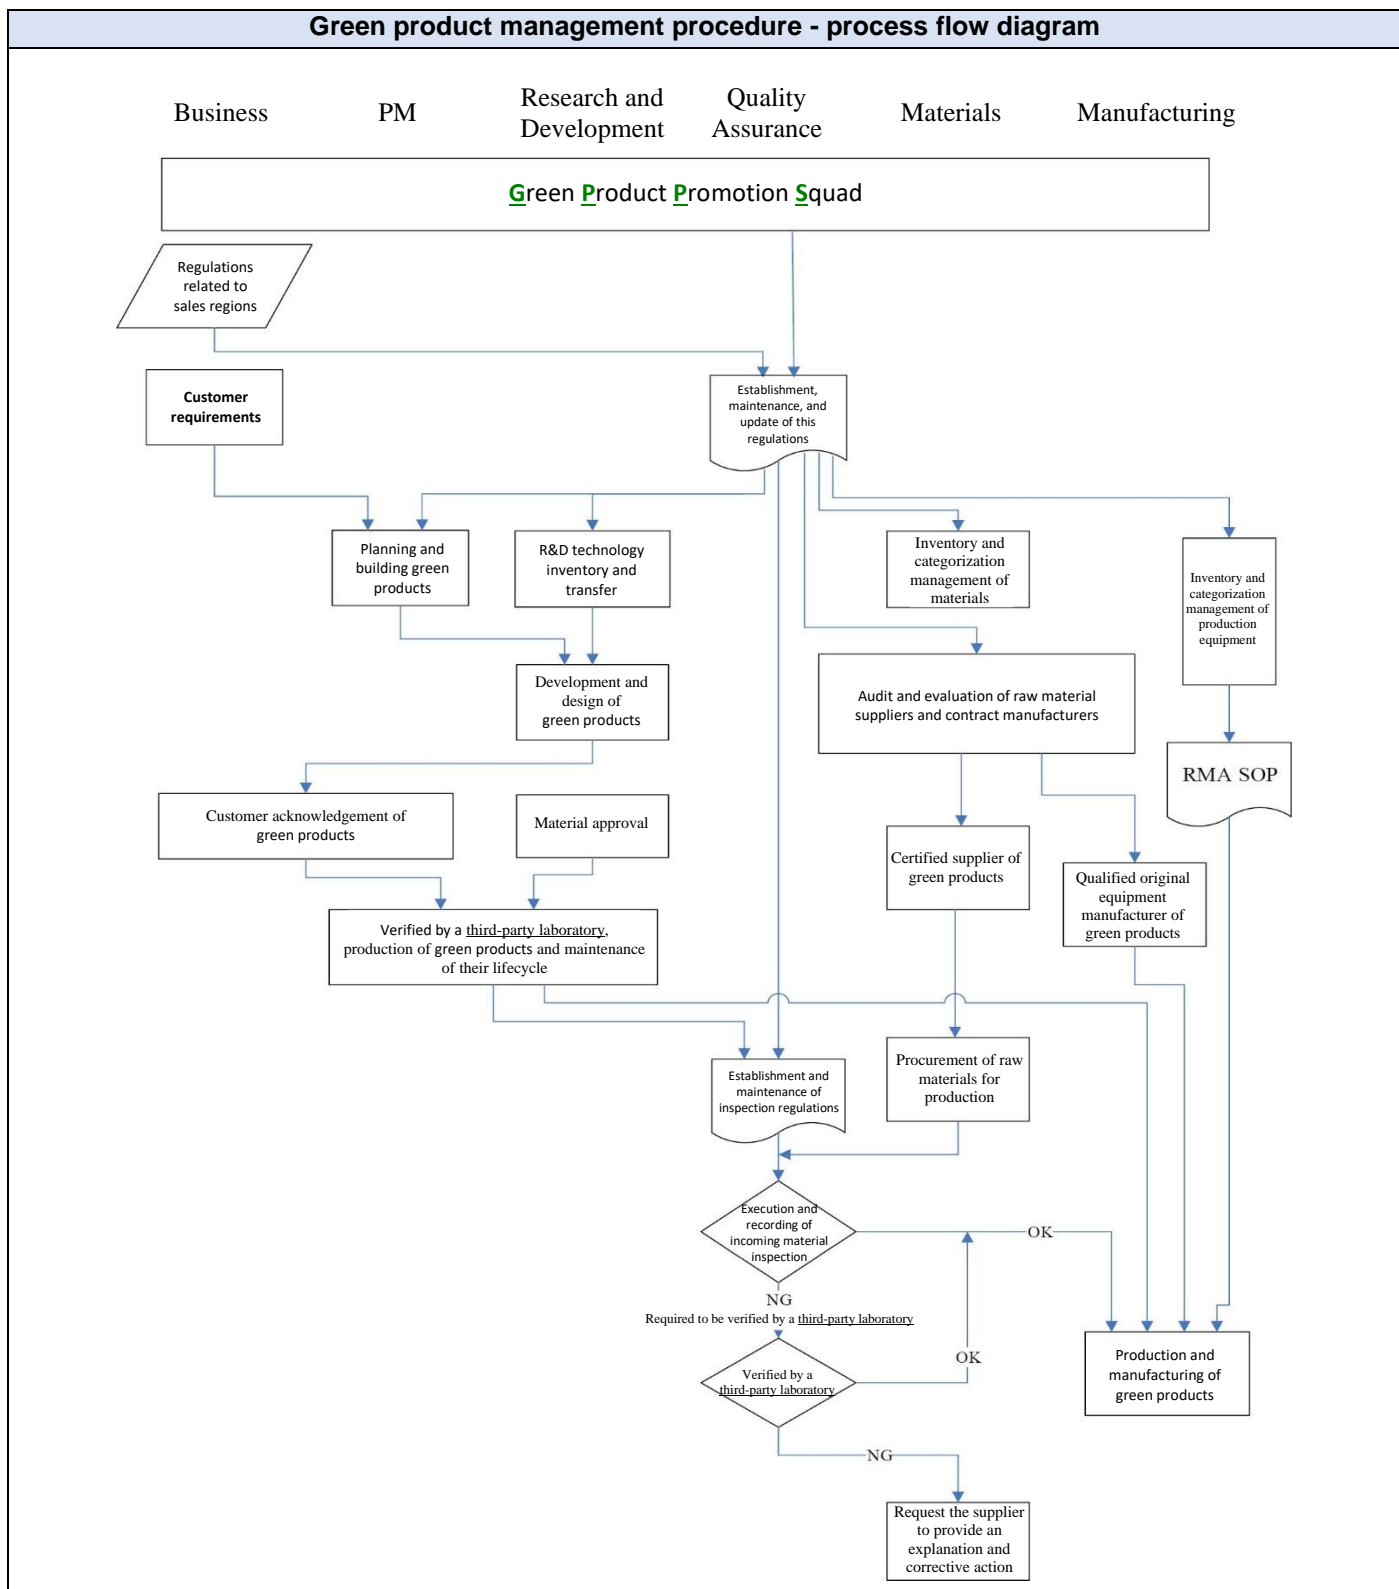 Green product management procedure - process flow diagram
Business
PM
Research and
Development
Quality
Assurance
Materials
Manufacturing
Green Product Promotion Squad
Regulations
related to
sales regions
Customer
requirements
Establishment,
maintenance, and
update of this
regulations
Planning and
building green
products
R&D technology
inventory and
transfer
Inventory and
categorization
management of
materials
Inventory and
categorization
management of
production
equipment
Development and
design of
green products
Audit and evaluation of raw material
suppliers and contract manufacturers
RMA SOP
Customer acknowledgement of
green products
Material approval
Certified supplier of
green products
Qualified original
equipment
manufacturer of
green products
Verified by a third-party laboratory,
production of green products and maintenance
of their lifecycle
Establishment and
maintenance of
inspection regulations
Procurement of raw
materials for
production
Execution and
recording of
incoming material
inspection
OK
NG
Required to be verified by a third-party laboratory
Verified by a
third-party laboratory
OK
Production and
manufacturing of
green products
NG
Request the supplier
to provide an
explanation and
corrective action